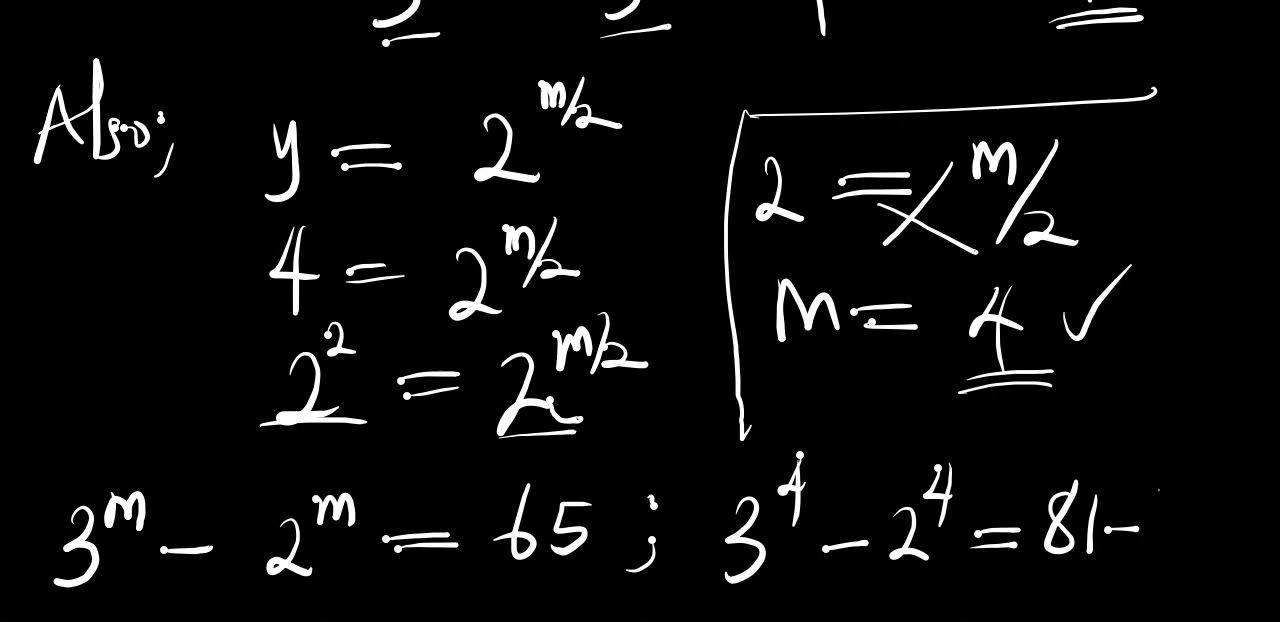 Also;
y = 2^{m/2}
4 = 2^{m/2}
2^2 = 2^{m/2}
2 = m/2
M = 4 ✓
3^m - 2^m = 65 ; 3^4 - 2^4 = 81-